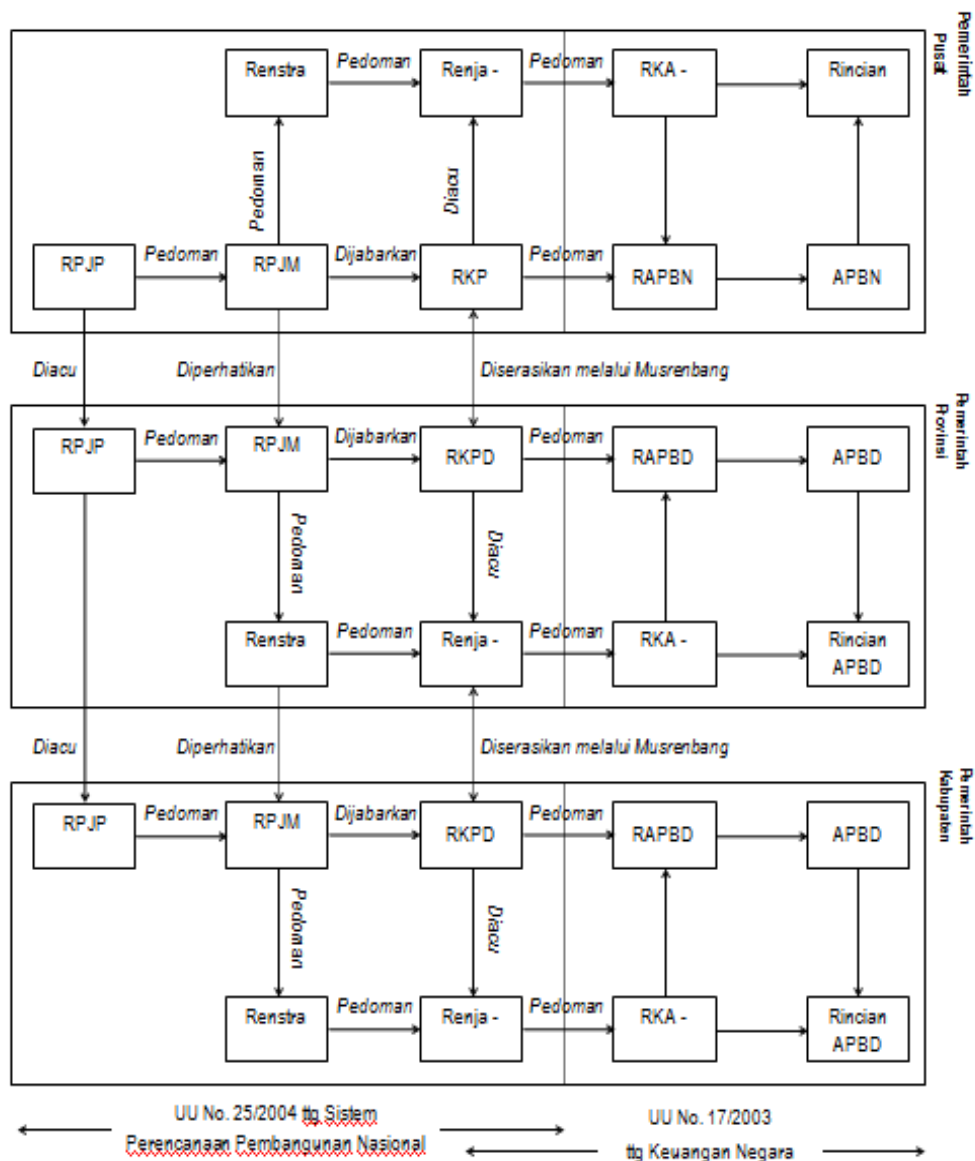 Pemerintah
Pusat
Renstra
Pedoman
Renja -
Pedoman
RKA -
Rincian
Pedoman
Diacu
RPJP
Pedoman
RPJM
Dijabarkan
RKP
Pedoman
RAPBN
APBN
Diacu
Diperhatikan
Diserasikan melalui Musrenbang
Pemerintah
Provinsi
RPJP
Pedoman
RPJM
Dijabarkan
RKPD
Pedoman
RAPBD
APBD
Pedoman
Diacu
Renstra
Pedoman
Renja -
Pedoman
RKA -
Rincian
APBD
Diacu
Diperhatikan
Diserasikan melalui Musrenbang
Pemerintah
Kabupaten
RPJP
Pedoman
RPJM
Dijabarkan
RKPD
Pedoman
RAPBD
APBD
Pedoman
Diacu
Renstra
Pedoman
Renja -
Pedoman
RKA -
Rincian
APBD
UU No. 25/2004 ttg Sistem
Perencanaan Pembangunan Nasional
UU No. 17/2003
ttg Keuangan Negara